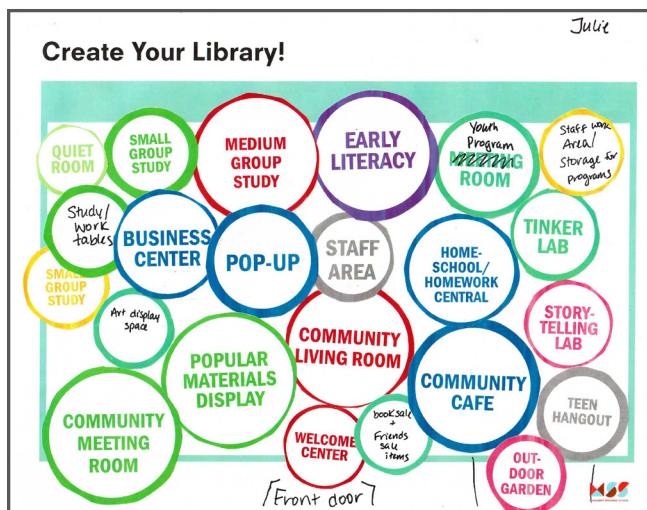 Julie
Create Your Library!
QUIET
ROOM
SMALL
GROUP
STUDY
MEDIUM
GROUP
STUDY
EARLY
LITERACY
Youth
Program
MEETING
ROOM
Staff work
Area/
Storage for
programs
Study/
work
tables
BUSINESS
CENTER
POP-UP
STAFF
AREA
HOME-
SCHOOL/
HOMEWORK
CENTRAL
TINKER
LAB
SMALL
GROUP
STUDY
Art display
space
POPULAR
MATERIALS
DISPLAY
COMMUNITY
LIVING ROOM
COMMUNITY
CAFE
STORY-
TELLING
LAB
TEEN
HANGOUT
COMMUNITY
MEETING
ROOM
WELCOME
CENTER
book sale
+
Friends
sale
items
OUT-
DOOR
GARDEN
[Front door]
MSS